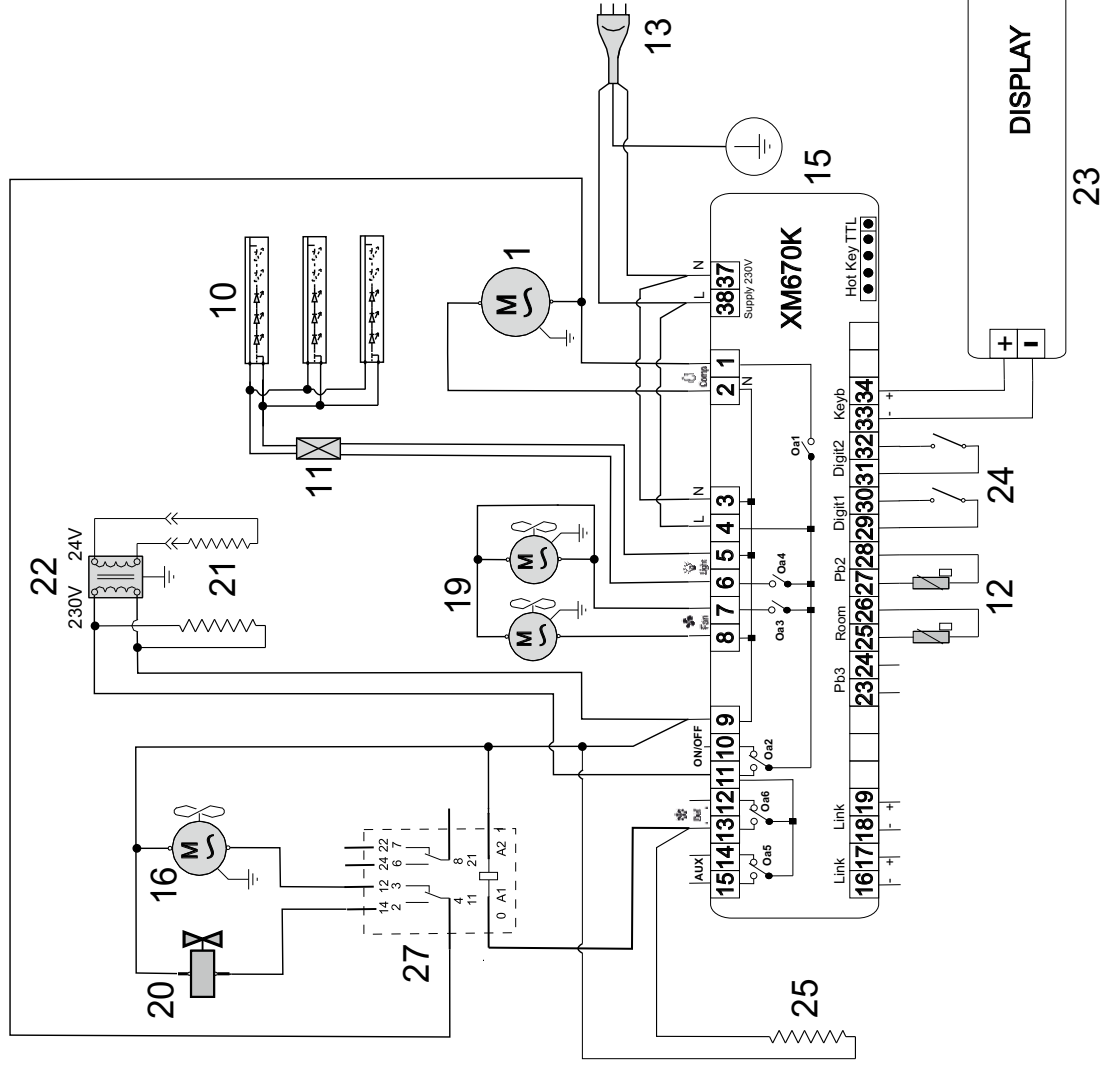 13
DISPLAY
23
15
XM670K
Hot Key TTL
N
L
37
38
Supply 230V
1
10
11
22
230V
24V
21
19
M
M
M
1
2
Comp
N
Oa1
N
L
3
4
5
6
7
8
Light
Fan
Oa4
Oa3
9
10
11
12
13
14
15
ON/OFF
Oa2
Def
Oa6
AUX
Oa5
34
33
Keyb
+
-
+
-
32
31
Digit2
30
29
Digit1
24
28
27
Pb2
26
25
Room
12
24
23
Pb3
19
18
Link
+
-
17
16
Link
+
-
16
M
20
27
22 7
24 6
12 3
14 2
8
21
4
11
A2 1
0 A1
25